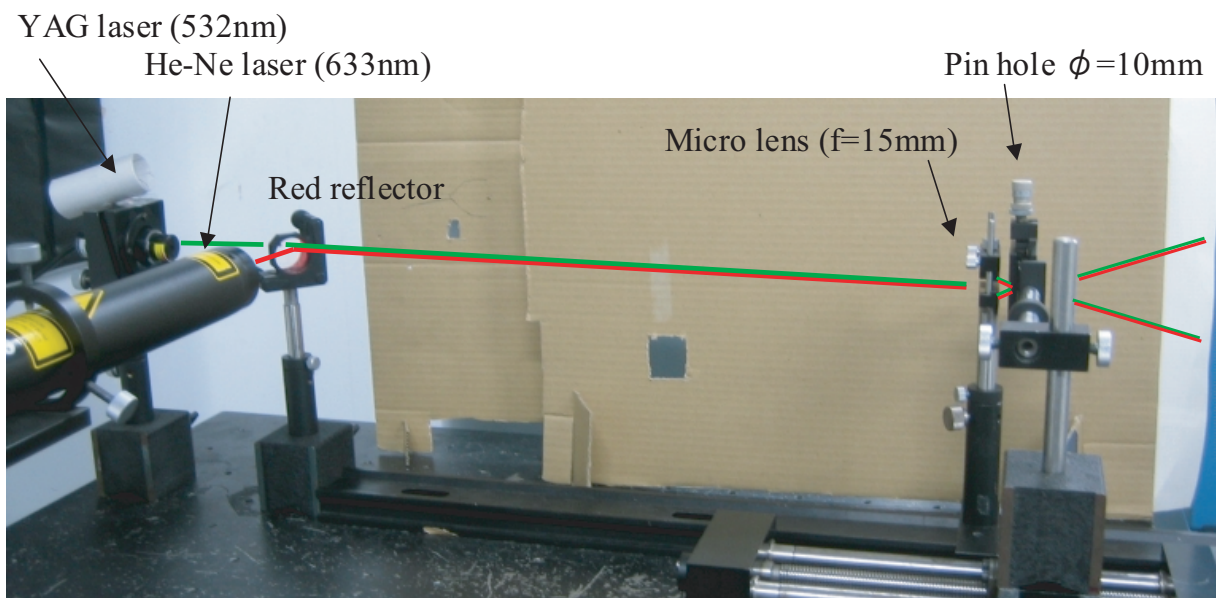 YAG laser (532nm)
He-Ne laser (633nm)
Pin hole ϕ=10mm
Micro lens (f=15mm)
Red reflector